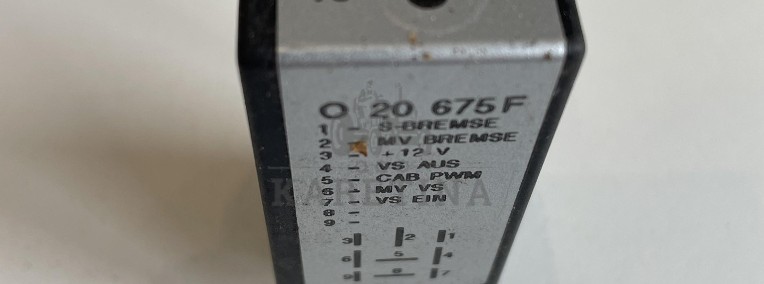 O 20 675F
1 - S-BREMSE
2 - MV BREMSE
3 - +12 V
4 - VS AUS
5 - CAB PWM
6 - MV VS
7 - VS EIN
8 -
9 -
3 2 1
6 5 4
9 8 7